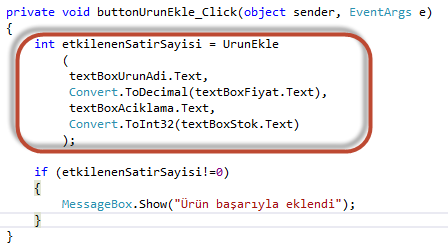 private void buttonUrunEkle_Click(object sender, EventArgs e)
{
int etkilenenSatirSayisi = UrunEkle
(
textBoxUrunAdi.Text,
Convert.ToDecimal(textBoxFiyat.Text),
textBoxAciklama.Text,
Convert.ToInt32(textBoxStok.Text)
);
if (etkilenenSatirSayisi!=0)
{
MessageBox.Show("Ürün başarıyla eklendi");
}
}